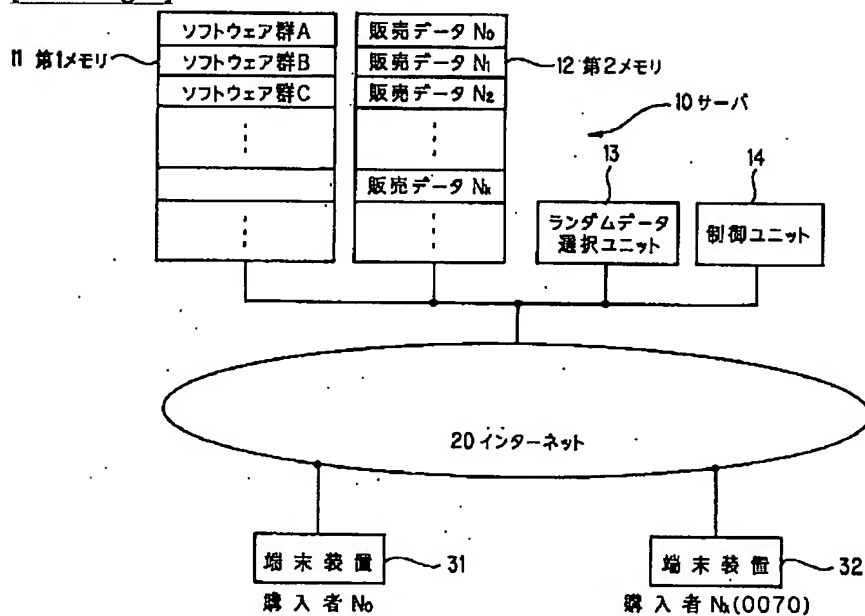 ソフトウェア群A
ソフトウェア群B
ソフトウェア群C
11 第1メモリ
販売データ N₀
販売データ N₁
販売データ N₂
販売データ Nₖ
12 第2メモリ
10 サーバ
13
ランダムデータ
選択ユニット
14
制御ユニット
20 インターネット
端末装置
31
購入者 N₀
端末装置
32
購入者 Nₖ(0070)